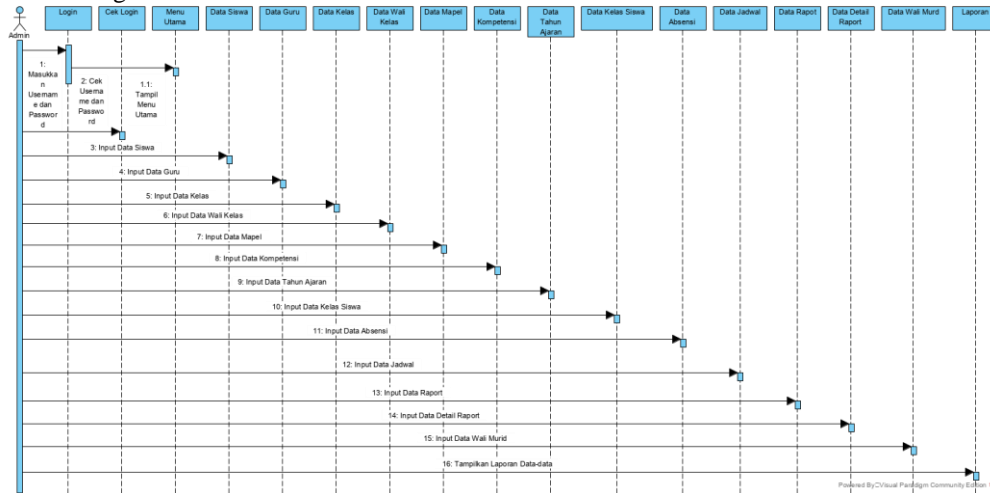 Login
Cek Login
Menu
Utama
Data Siswa
Data Guru
Data Kelas
Data Wali
Kelas
Data Mapel
Data
Kompetensi
Data
Tahun
Ajaran
Data Kelas Siswa
Data
Absensi
Data Jadwal
Data Rapot
Data Detail
Raport
Data Wali Murd
Laporan
Admin
1:
Masukka
n
Usernam
e dan
Passwor
d
2: Cek
Userna
me dan
Passwo
rd
1.1:
Tampil
Menu
Utama
3: Input Data Siswa
4: Input Data Guru
5: Input Data Kelas
6: Input Data Wali Kelas
7: Input Data Mapel
8: Input Data Kompetensi
9: Input Data Tahun Ajaran
10: Input Data Kelas Siswa
11: Input Data Absensi
12: Input Data Jadwal
13: Input Data Raport
14: Input Data Detail Raport
15: Input Data Wali Murid
16: Tampilkan Laporan Data-data
Powered By Visual Paradigm Community Edition